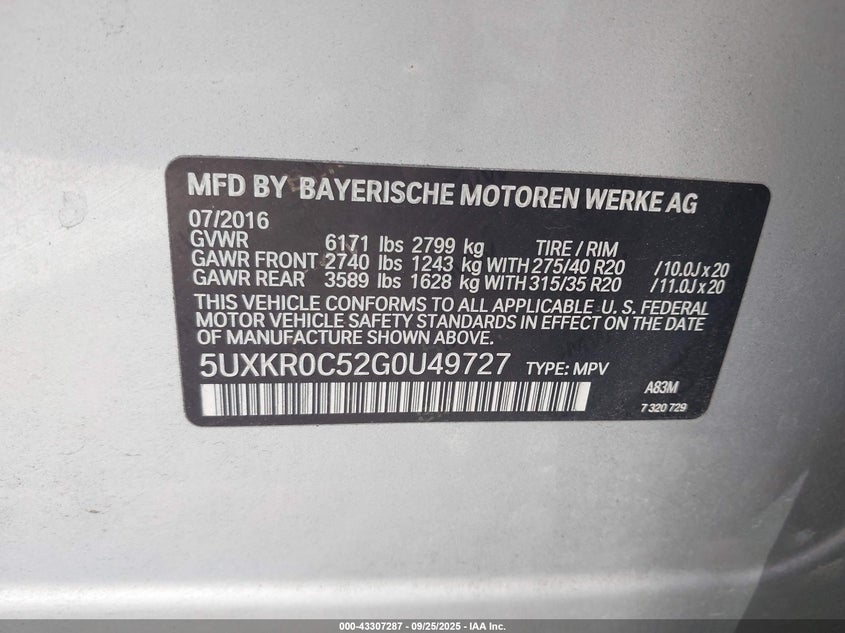 MFD BY BAYERISCHE MOTOREN WERKE AG
07/2016
GVWR 6171 lbs 2799 kg TIRE / RIM
GAWR FRONT 2740 lbs 1243 kg WITH 275/40 R20 /10.0J x 20
GAWR REAR 3589 lbs 1628 kg WITH 315/35 R20 /11.0J x 20
THIS VEHICLE CONFORMS TO ALL APPLICABLE U. S. FEDERAL
MOTOR VEHICLE SAFETY STANDARDS IN EFFECT ON THE DATE
OF MANUFACTURE SHOWN ABOVE.
5UXKR0C52G0U49727 TYPE: MPV
A83M
7 320 729
000-43307287 - 09/25/2025 - IAA Inc.